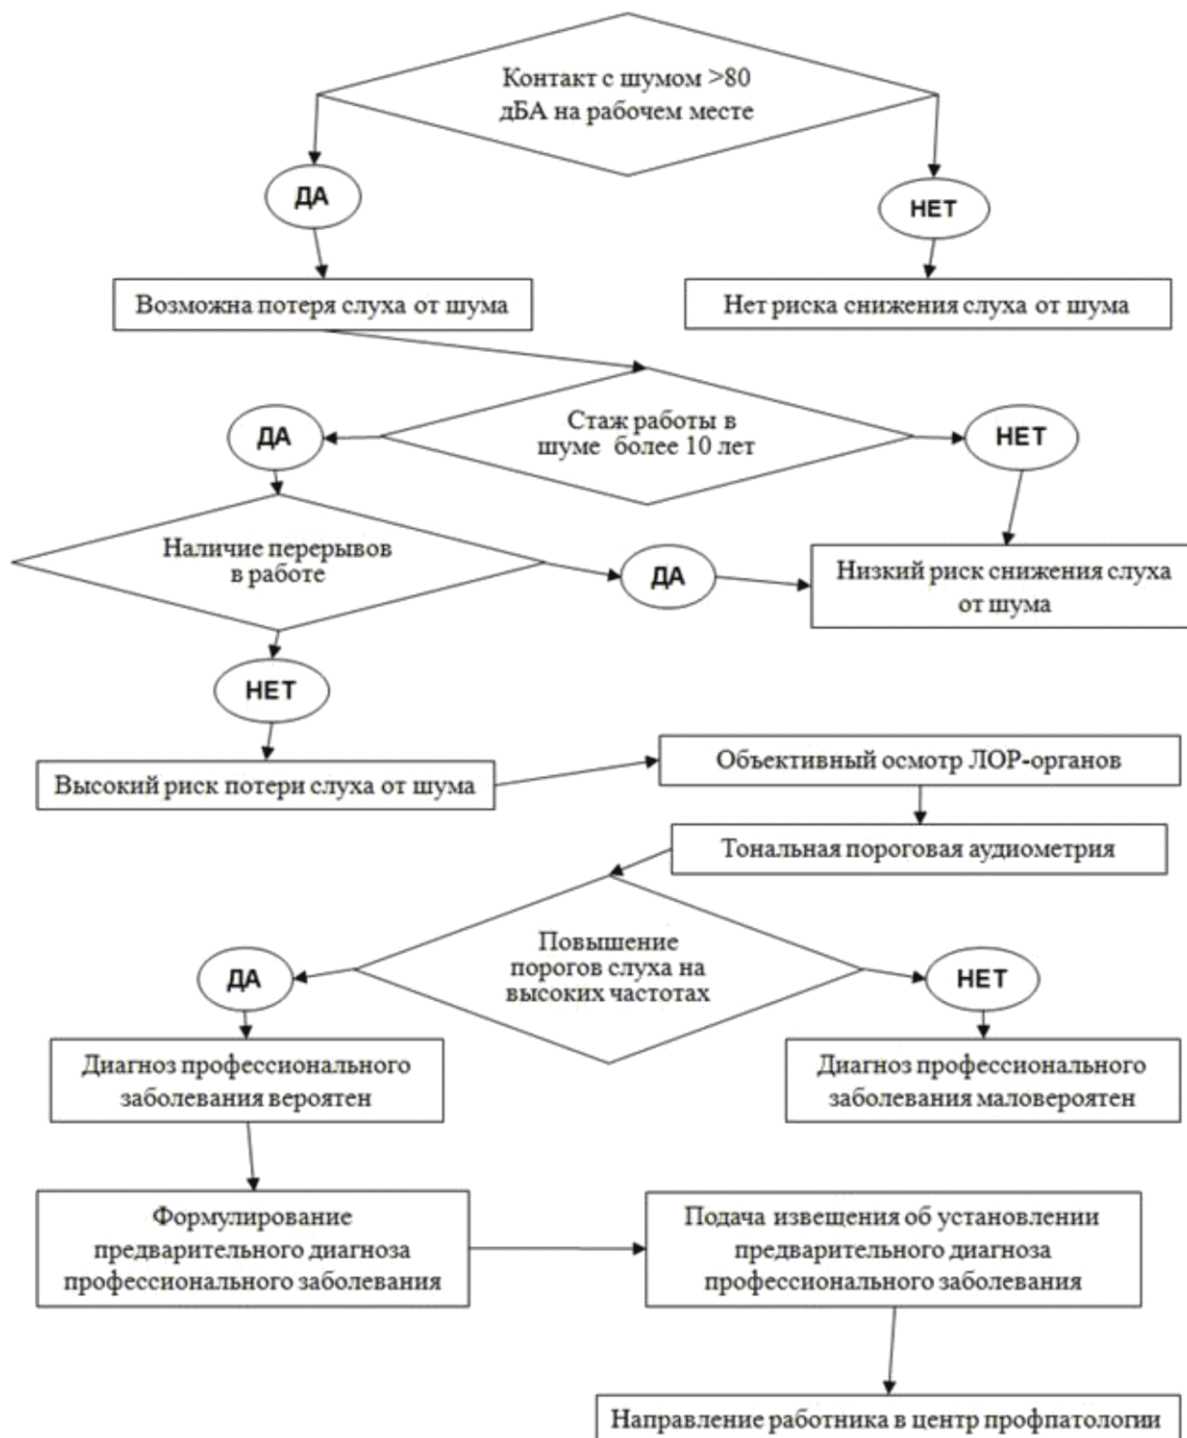 Контакт с шумом >80
дБА на рабочем месте
ДА
НЕТ
Возможна потеря слуха от шума
Нет риска снижения слуха от шума
Стаж работы в
шуме более 10 лет
ДА
НЕТ
Наличие перерывов
в работе
ДА
Низкий риск снижения слуха
от шума
НЕТ
Высокий риск потери слуха от шума
Объективный осмотр ЛОР-органов
Тональная пороговая аудиометрия
Повышение
порогов слуха на
высоких частотах
ДА
НЕТ
Диагноз профессионального
заболевания вероятен
Диагноз профессионального
заболевания маловероятен
Формулирование
предварительного диагноза
профессионального заболевания
Подача извещения об установлении
предварительного диагноза
профессионального заболевания
Направление работника в центр профпатологии